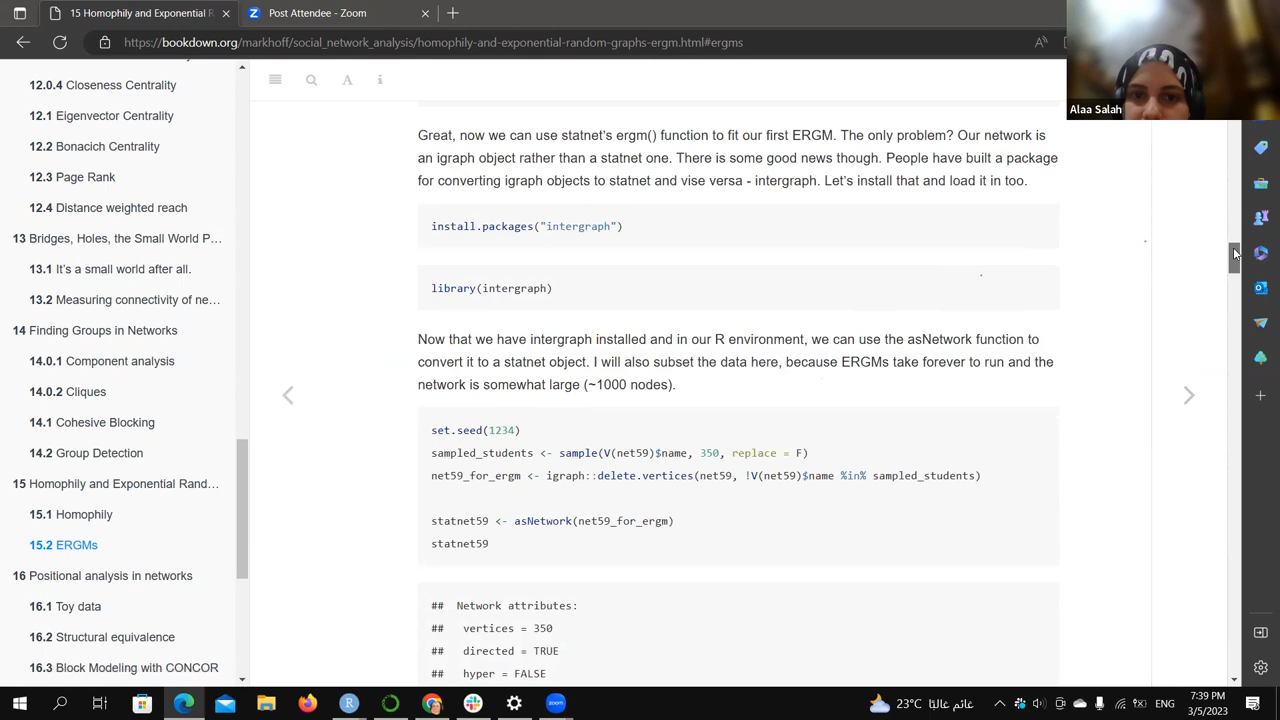 15 Homophily and Exponential R
Post Attendee - Zoom
https://bookdown.org/markhoff/social_network_analysis/homophily-and-exponential-random-graphs-ergm.html#ergms
Alaa Salah
12.0.4 Closeness Centrality
12.1 Eigenvector Centrality
12.2 Bonacich Centrality
12.3 Page Rank
12.4 Distance weighted reach
13 Bridges, Holes, the Small World P...
13.1 It's a small world after all.
13.2 Measuring connectivity of ne...
14 Finding Groups in Networks
14.0.1 Component analysis
14.0.2 Cliques
14.1 Cohesive Blocking
14.2 Group Detection
15 Homophily and Exponential Rand...
15.1 Homophily
15.2 ERGMs
16 Positional analysis in networks
16.1 Toy data
16.2 Structural equivalence
16.3 Block Modeling with CONCOR
Great, now we can use statnet's ergm() function to fit our first ERGM. The only problem? Our network is
an igraph object rather than a statnet one. There is some good news though. People have built a package
for converting igraph objects to statnet and vise versa - intergraph. Let's install that and load it in too.
install.packages("intergraph")
library(intergraph)
Now that we have intergraph installed and in our R environment, we can use the asNetwork function to
convert it to a statnet object. I will also subset the data here, because ERGMs take forever to run and the
network is somewhat large (~1000 nodes).
set.seed(1234)
sampled_students <- sample(V(net59)$name, 350, replace = F)
net59_for_ergm <- igraph::delete.vertices(net59, !V(net59)$name %in% sampled_students)
statnet59 <- asNetwork(net59_for_ergm)
statnet59
## Network attributes:
## vertices = 350
## directed = TRUE
## hyper = FALSE
23°C غائم غالبًا
ENG
7:39 PM
3/5/2023